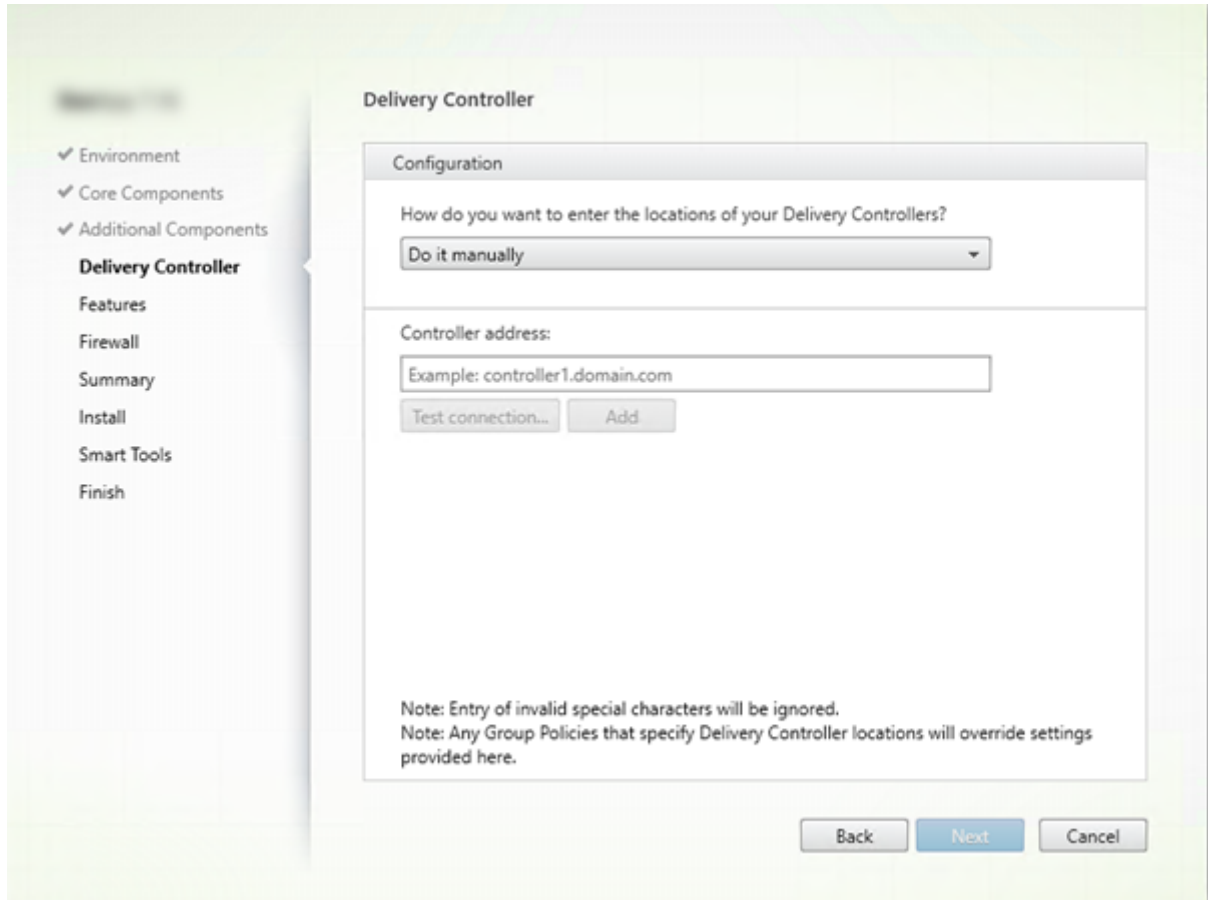 Delivery Controller
Environment
Core Components
Additional Components
Delivery Controller
Features
Firewall
Summary
Install
Smart Tools
Finish
Configuration
How do you want to enter the locations of your Delivery Controllers?
Do it manually
Controller address:
Example: controller1.domain.com
Test connection...
Add
Note: Entry of invalid special characters will be ignored.
Note: Any Group Policies that specify Delivery Controller locations will override settings
provided here.
Back
Next
Cancel